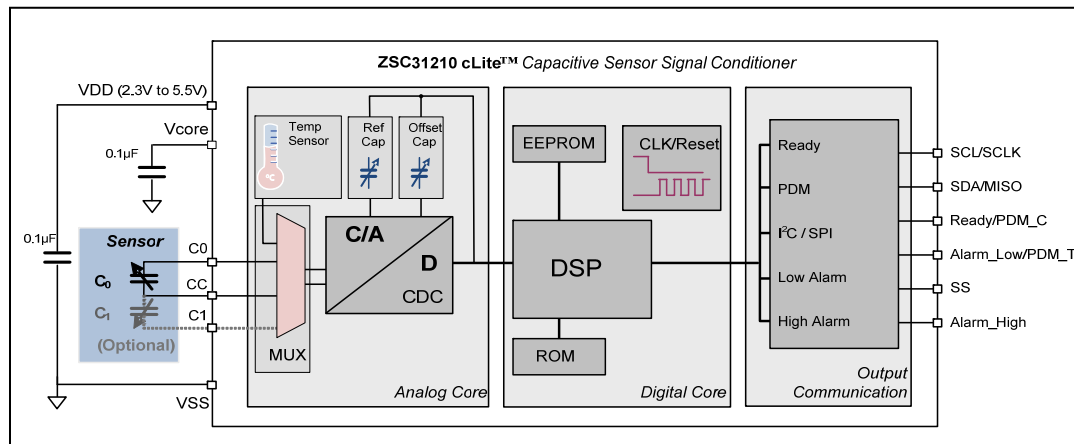 ZSC31210 cLite™ Capacitive Sensor Signal Conditioner
VDD (2.3V to 5.5V)
Vcore
0.1µF
0.1µF
Sensor
C0
C₀
CC
C₁
C1
(Optional)
VSS
Temp
Sensor
°C
Ref
Cap
Offset
Cap
C/A
D
CDC
MUX
Analog Core
EEPROM
CLK/Reset
DSP
ROM
Digital Core
Ready
PDM
I²C / SPI
Low Alarm
High Alarm
Output
Communication
SCL/SCLK
SDA/MISO
Ready/PDM_C
Alarm_Low/PDM_T
SS
Alarm_High